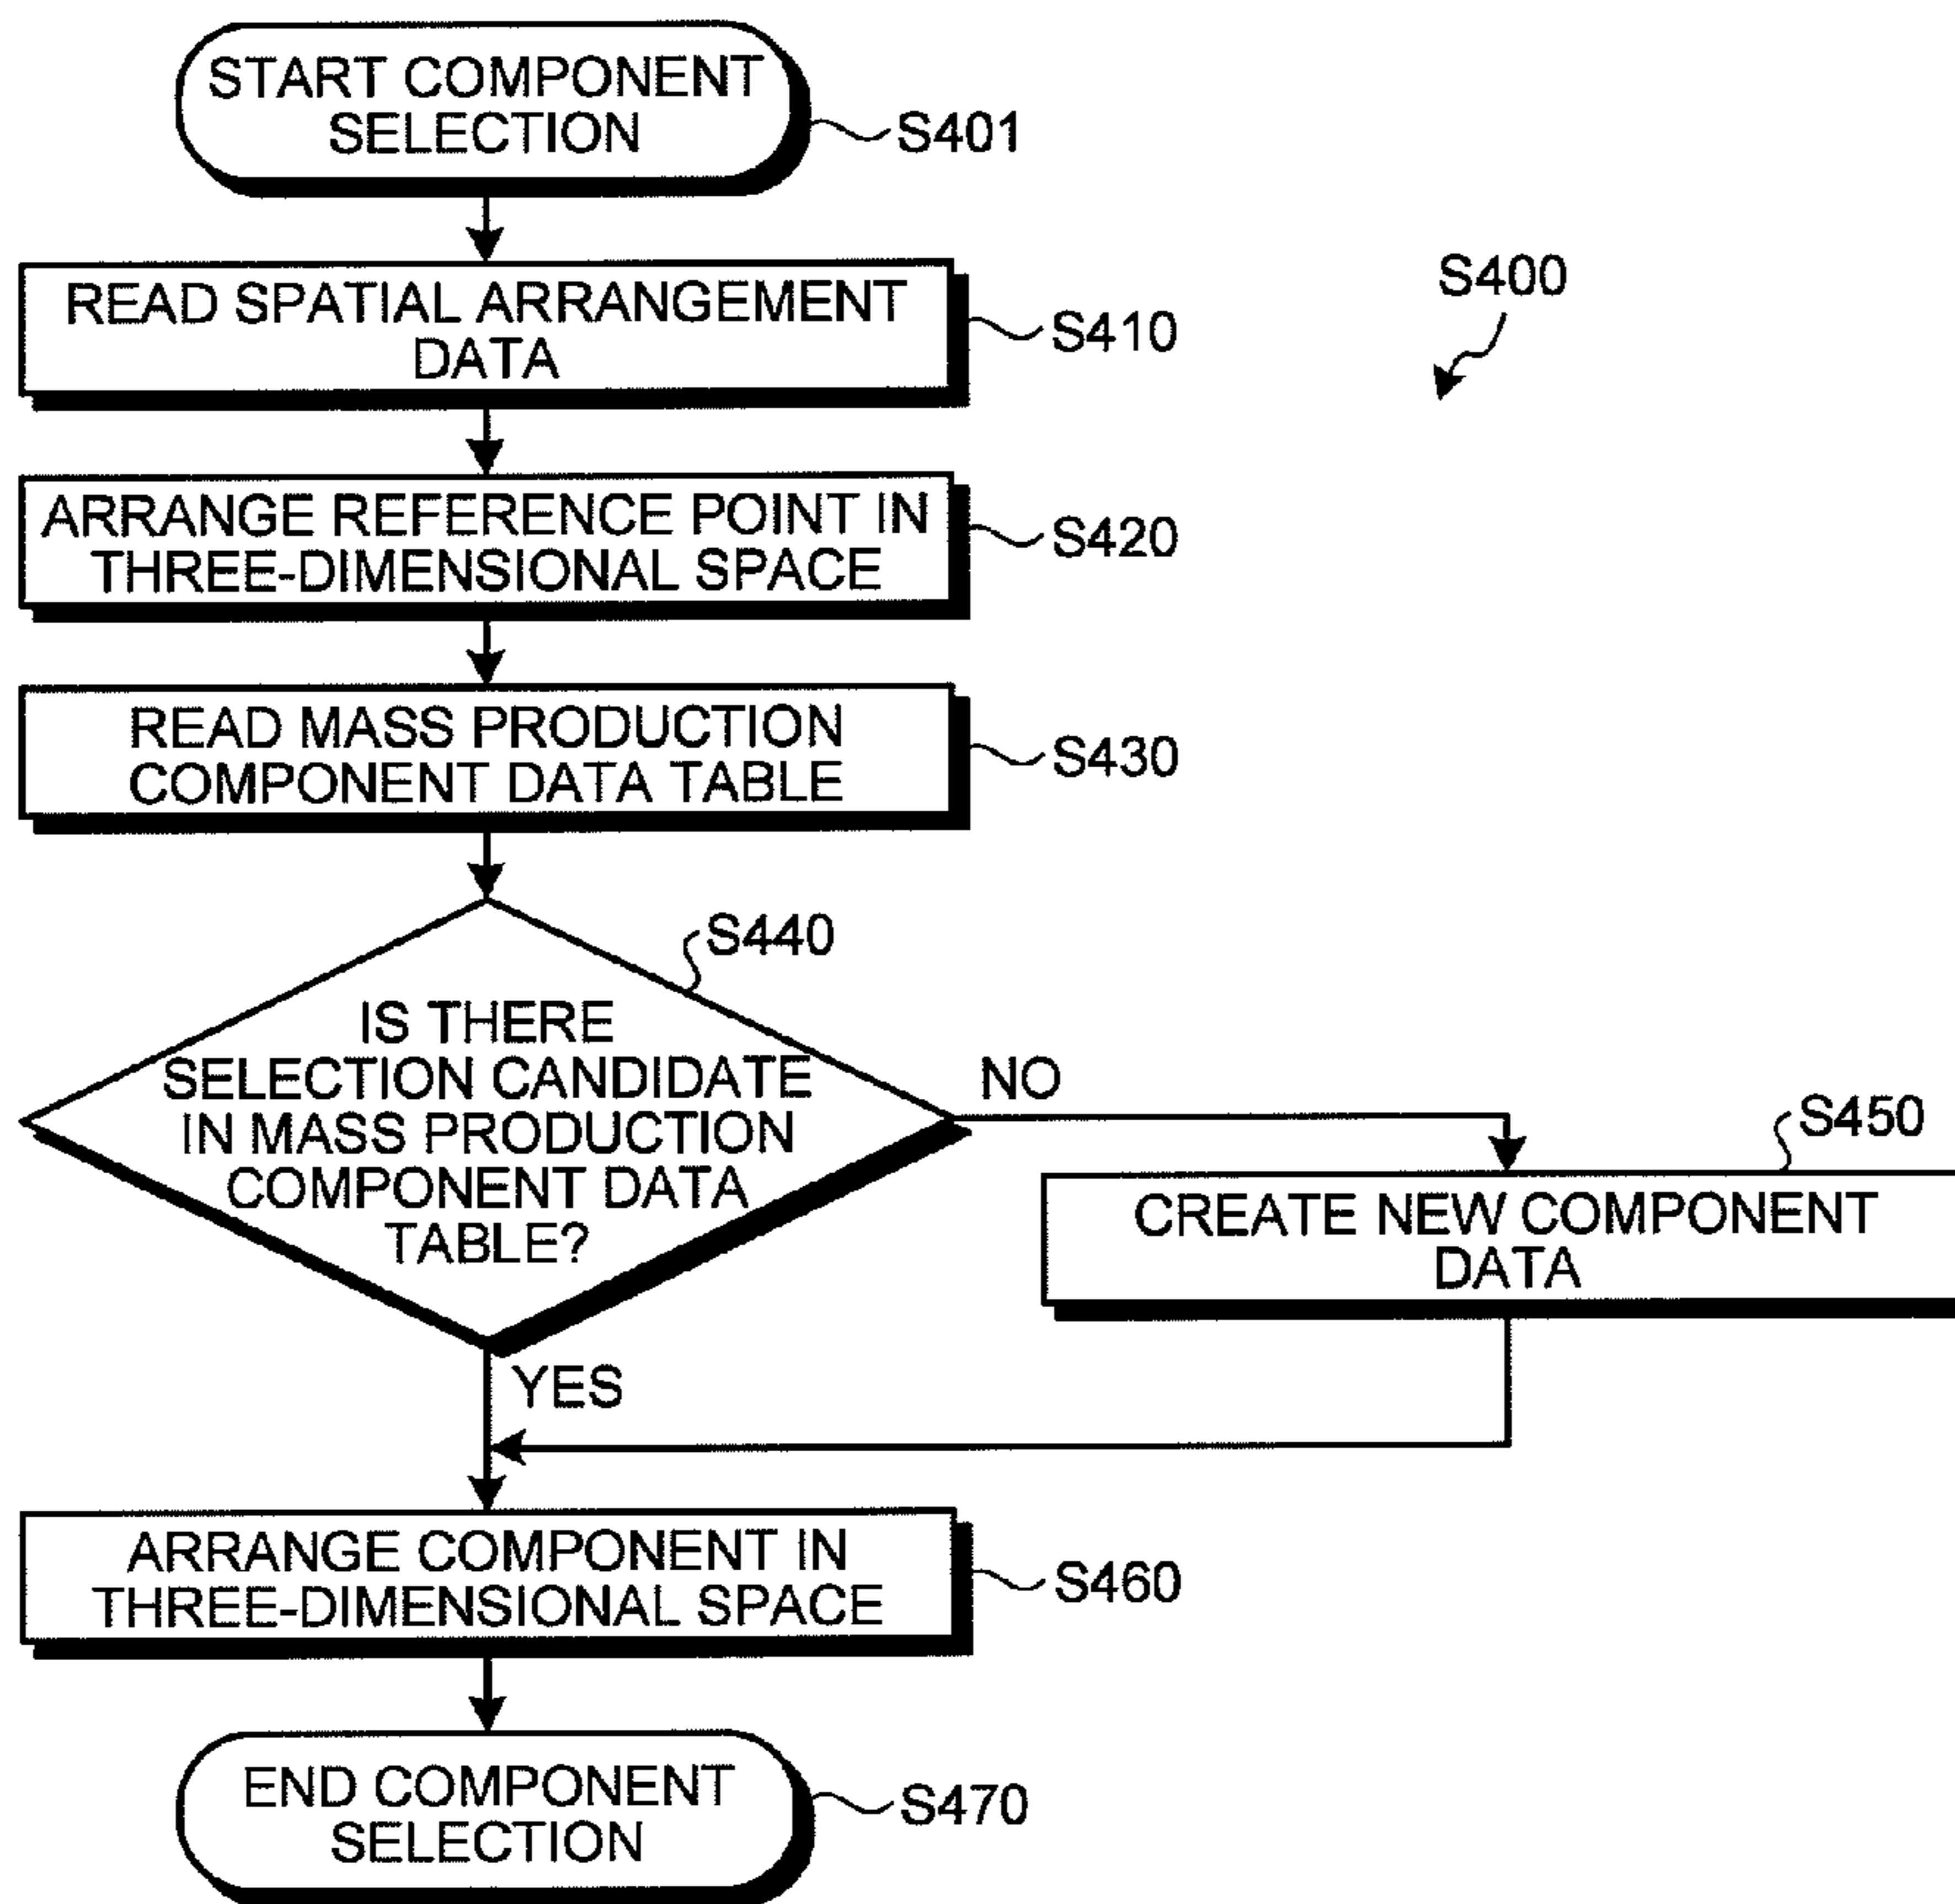 START COMPONENT
SELECTION
S401
READ SPATIAL ARRANGEMENT
DATA
S410
S400
ARRANGE REFERENCE POINT IN
THREE-DIMENSIONAL SPACE
S420
READ MASS PRODUCTION
COMPONENT DATA TABLE
S430
S440
IS THERE
SELECTION CANDIDATE
IN MASS PRODUCTION
COMPONENT DATA
TABLE?
NO
S450
CREATE NEW COMPONENT
DATA
YES
ARRANGE COMPONENT IN
THREE-DIMENSIONAL SPACE
S460
END COMPONENT
SELECTION
S470